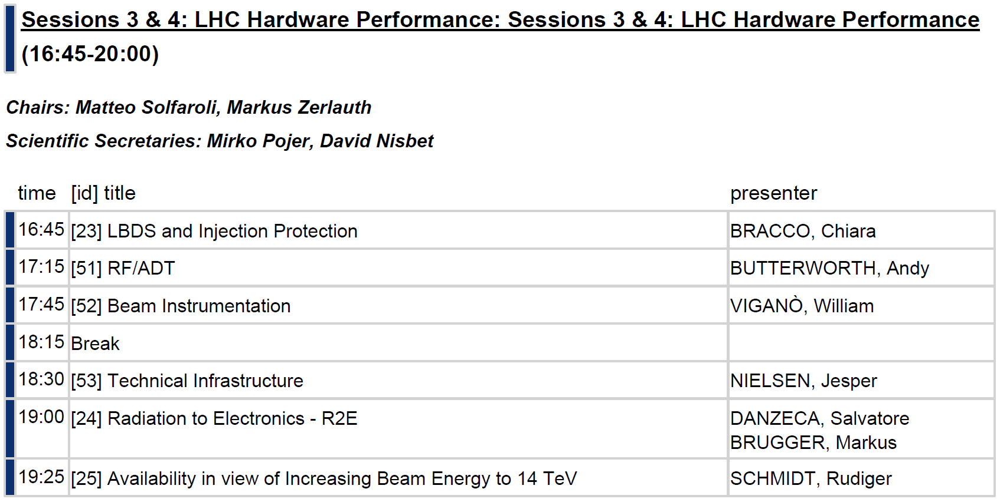 Sessions 3 & 4: LHC Hardware Performance: Sessions 3 & 4: LHC Hardware Performance
(16:45-20:00)
Chairs: Matteo Solfaroli, Markus Zerlauth
Scientific Secretaries: Mirko Pojer, David Nisbet
time [id] title presenter
16:45 [23] LBDS and Injection Protection BRACCO, Chiara
17:15 [51] RF/ADT BUTTERWORTH, Andy
17:45 [52] Beam Instrumentation VIGANÒ, William
18:15 Break
18:30 [53] Technical Infrastructure NIELSEN, Jesper
19:00 [24] Radiation to Electronics - R2E DANZECA, Salvatore
BRUGGER, Markus
19:25 [25] Availability in view of Increasing Beam Energy to 14 TeV SCHMIDT, Rudiger